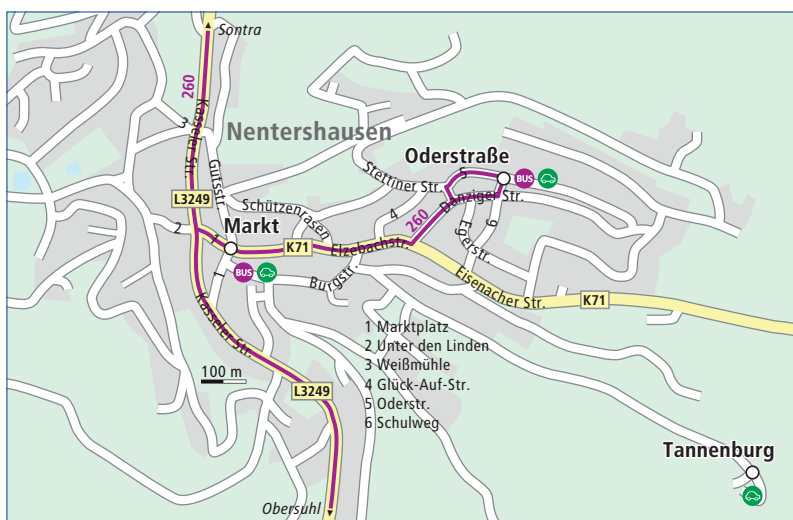 Sontra
260
Kasseler Str.
3
Nentershausen
Gutsstr.
Oderstraße
Stettiner Str.
5
BUS
Danziger Str.
L3249
Schützenrasen
4
260
6
Egerstr.
2
1
Markt
K71
Elzebachstr.
Eisenacher Str.
BUS
1
Burgstr.
K71
Kasseler Str.
1 Marktplatz
2 Unter den Linden
3 Weißmühle
4 Glück-Auf-Str.
5 Oderstr.
6 Schulweg
100 m
L3249
Tannenburg
Obersuhl